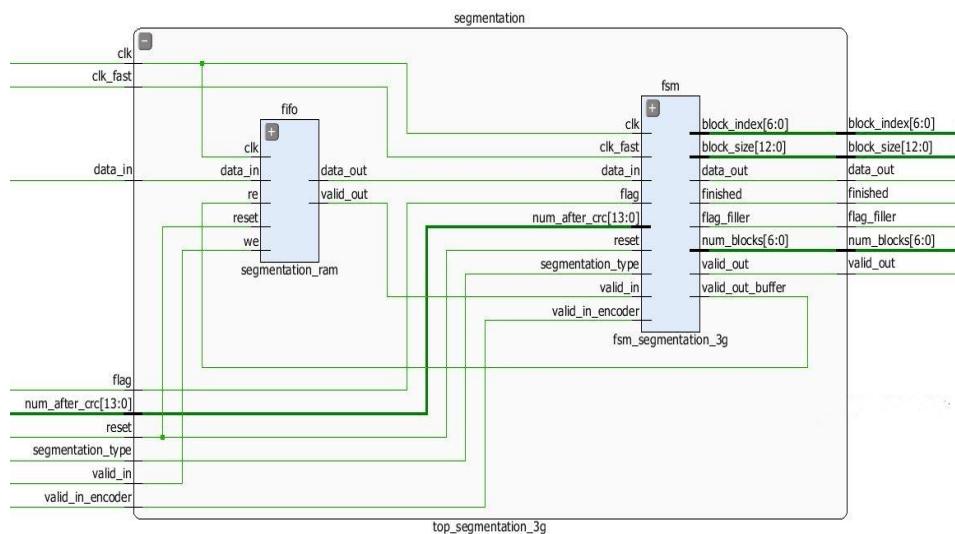 segmentation
clk
clk_fast
data_in
flag
num_after_crc[13:0]
reset
segmentation_type
valid_in
valid_in_encoder
fifo
clk
data_in
re
reset
we
data_out
valid_out
segmentation_ram
fsm
clk
clk_fast
data_in
flag
num_after_crc[13:0]
reset
segmentation_type
valid_in
valid_in_encoder
block_index[6:0]
block_size[12:0]
data_out
finished
flag_filler
num_blocks[6:0]
valid_out
valid_out_buffer
fsm_segmentation_3g
block_index[6:0]
block_size[12:0]
data_out
finished
flag_filler
num_blocks[6:0]
valid_out
top_segmentation_3g